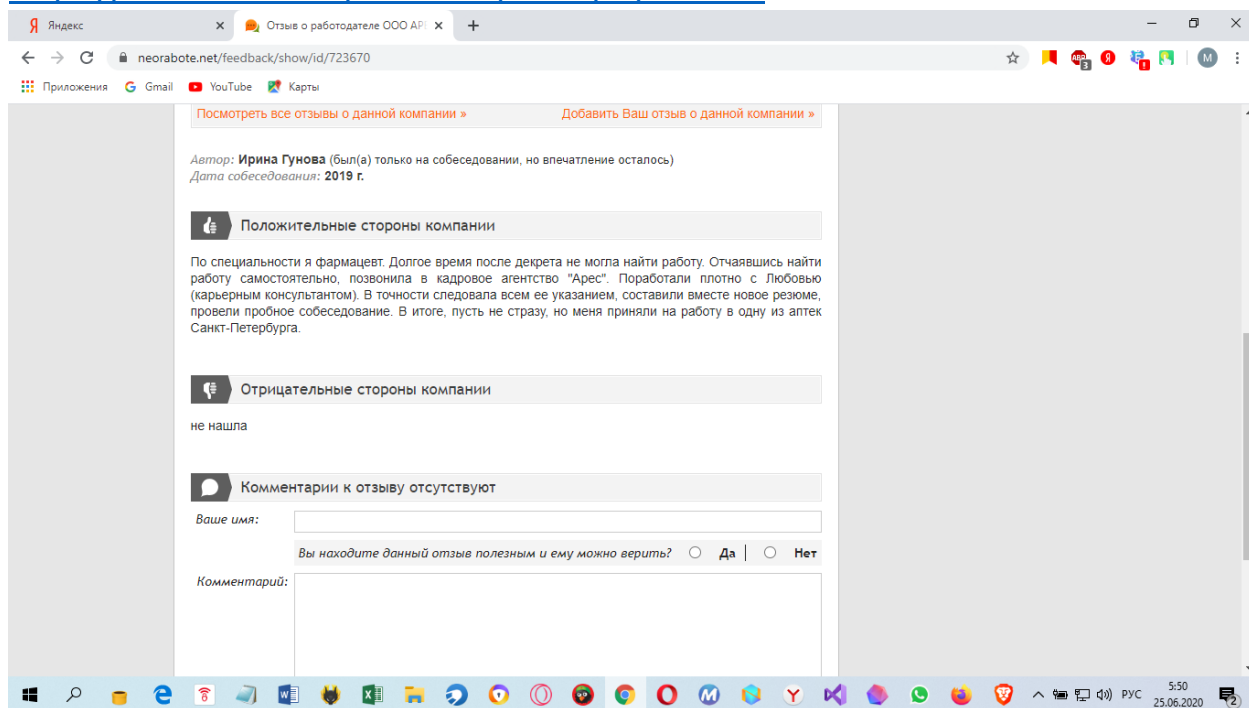 Яндекс
Отзыв о работодателе ООО АР
neorabote.net/feedback/show/id/723670
ABP
3
Я
М
Приложения
Gmail
YouTube
Карты
Посмотреть все отзывы о данной компании »
Добавить Ваш отзыв о данной компании »
Автор: Ирина Гунова (был(а) только на собеседовании, но впечатление осталось)
Дата собеседования: 2019 г.
Положительные стороны компании
По специальности я фармацевт. Долгое время после декрета не могла найти работу. Отчаявшись найти
работу самостоятельно, позвонила в кадровое агентство "Арес". Поработали плотно с Любовью
(карьерным консультантом). В точности следовала всем ее указанием, составили вместе новое резюме,
провели пробное собеседование. В итоге, пусть не стразу, но меня приняли на работу в одну из аптек
Санкт-Петербурга.
Отрицательные стороны компании
не нашла
Комментарии к отзыву отсутствуют
Ваше имя:
Вы находите данный отзыв полезным и ему можно верить? Да | Нет
Комментарий:
РУС
5:50
25.06.2020
2